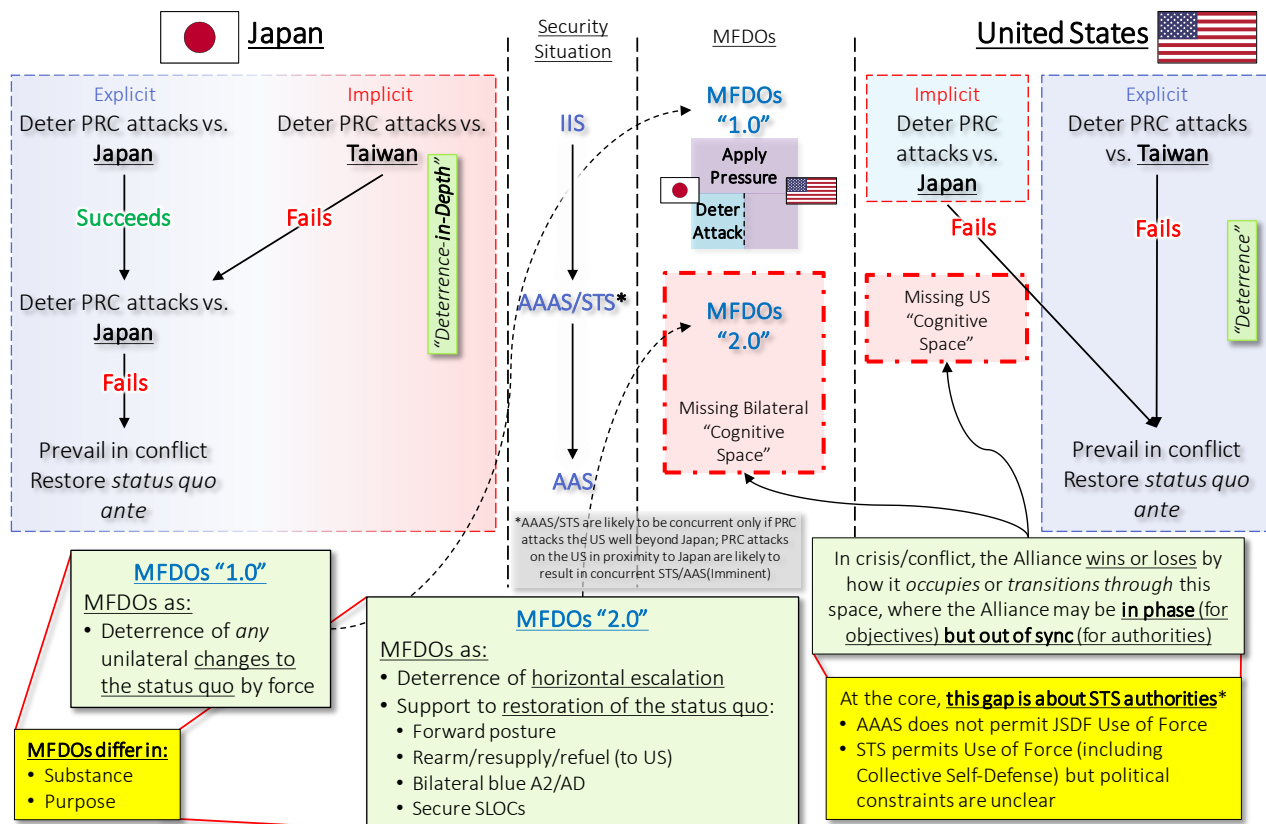 Japan
Security
Situation
MFDOs
United States
Explicit
Deter PRC attacks vs.
Japan
Implicit
Deter PRC attacks vs.
Taiwan
"Deterrence-in-Depth"
Succeeds
Fails
Deter PRC attacks vs.
Japan
Fails
Prevail in conflict
Restore status quo
ante
IIS
AAAS/STS*
AAS
MFDOs
"1.0"
Apply
Pressure
Deter
Attack
MFDOs
"2.0"
Missing Bilateral
"Cognitive
Space"
Implicit
Deter PRC
attacks vs.
Japan
Fails
Missing US
"Cognitive
Space"
Explicit
Deter PRC attacks
vs. Taiwan
Fails
"Deterrence"
Prevail in conflict
Restore status quo
ante
*AAAS/STS are likely to be concurrent only if PRC
attacks the US well beyond Japan; PRC attacks
on the US in proximity to Japan are likely to
result in concurrent STS/AAS(Imminent)
MFDOs "1.0"
MFDOs as:
• Deterrence of any
unilateral changes to
the status quo by force
MFDOs differ in:
• Substance
• Purpose
MFDOs "2.0"
MFDOs as:
• Deterrence of horizontal escalation
• Support to restoration of the status quo:
• Forward posture
• Rearm/resupply/refuel (to US)
• Bilateral blue A2/AD
• Secure SLOCs
In crisis/conflict, the Alliance wins or loses by
how it occupies or transitions through this
space, where the Alliance may be in phase (for
objectives) but out of sync (for authorities)
At the core, this gap is about STS authorities*
• AAAS does not permit JSDF Use of Force
• STS permits Use of Force (including
Collective Self-Defense) but political
constraints are unclear